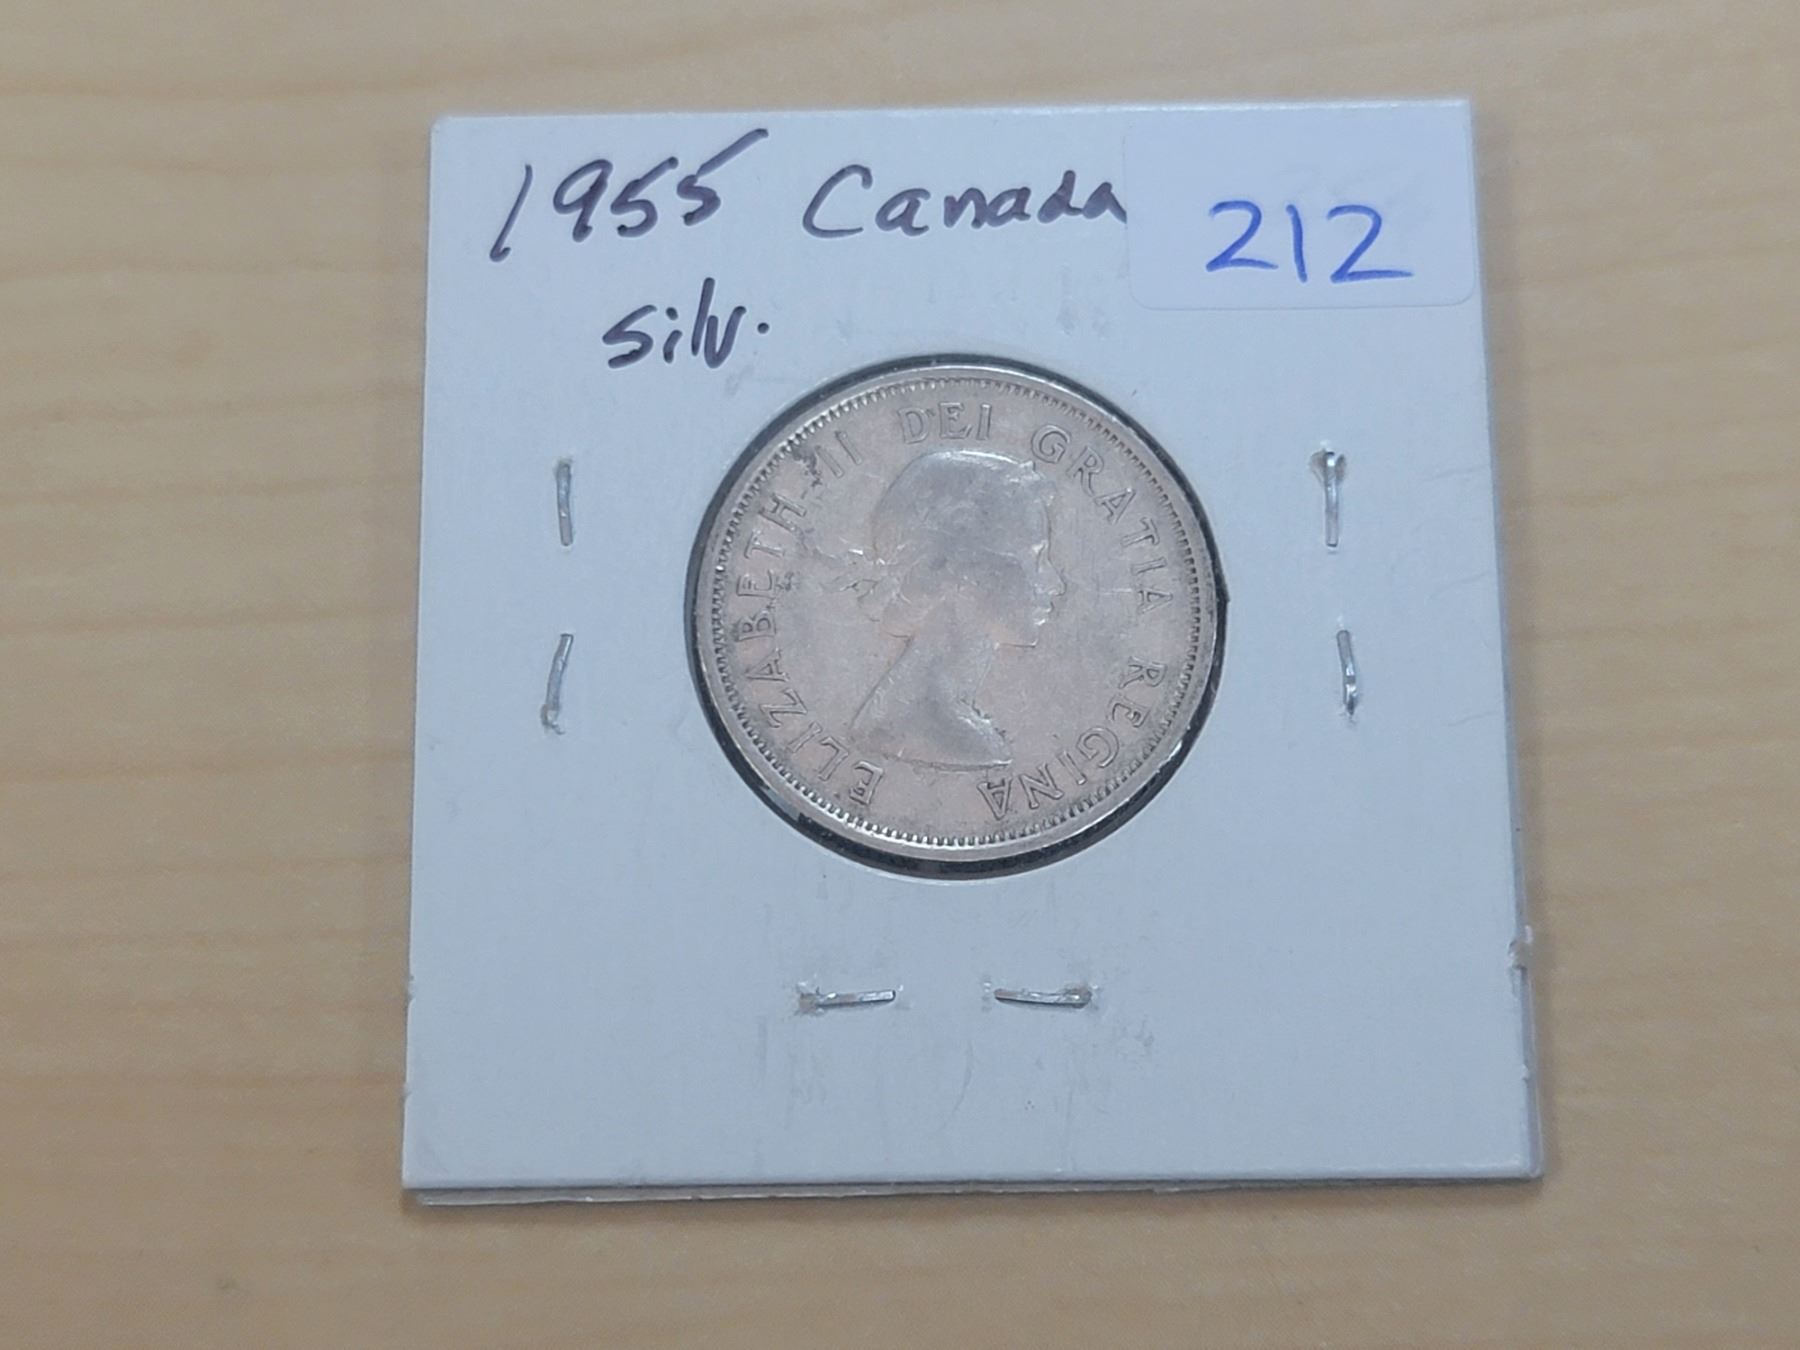 1955 Canada
212
silv.
ELIZABETH II DEI GRATIA REGINA